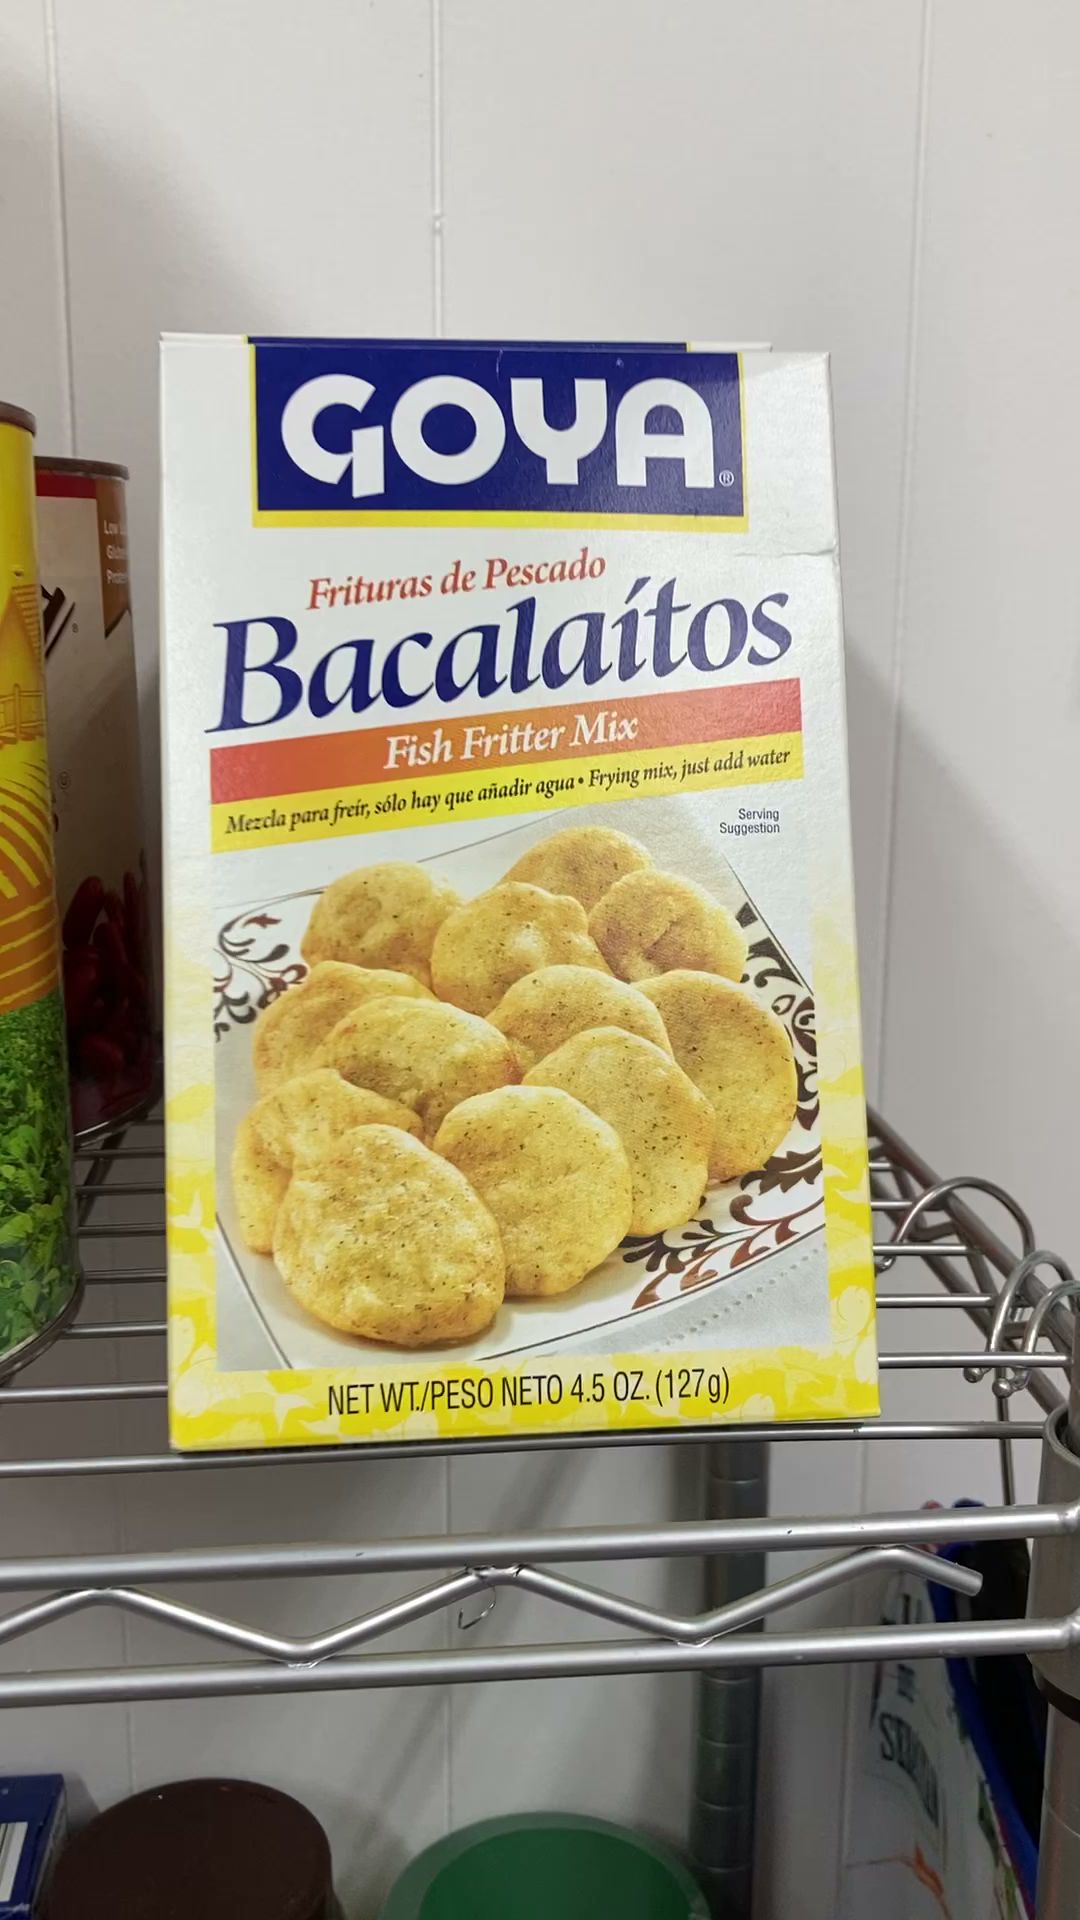 GOYA®
Frituras de Pescado
Bacalaítos
Fish Fritter Mix
Mezcla para freír, sólo hay que añadir agua • Frying mix, just add water
Serving
Suggestion
NET WT./PESO NETO 4.5 OZ. (127g)
Low